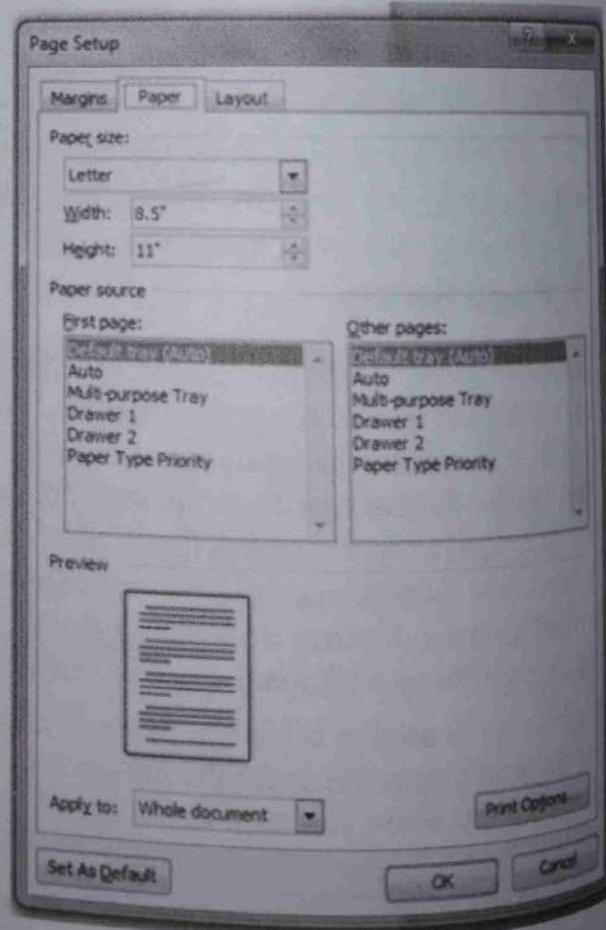 Page Setup
? X
Margins Paper Layout
Paper size:
Letter
Width: 8.5"
Height: 11"
Paper source
First page:
Default tray (Auto)
Auto
Multi-purpose Tray
Drawer 1
Drawer 2
Paper Type Priority
Other pages:
Default tray (Auto)
Auto
Multi-purpose Tray
Drawer 1
Drawer 2
Paper Type Priority
Preview
Apply to: Whole document
Print Options...
Set As Default
OK
Cancel